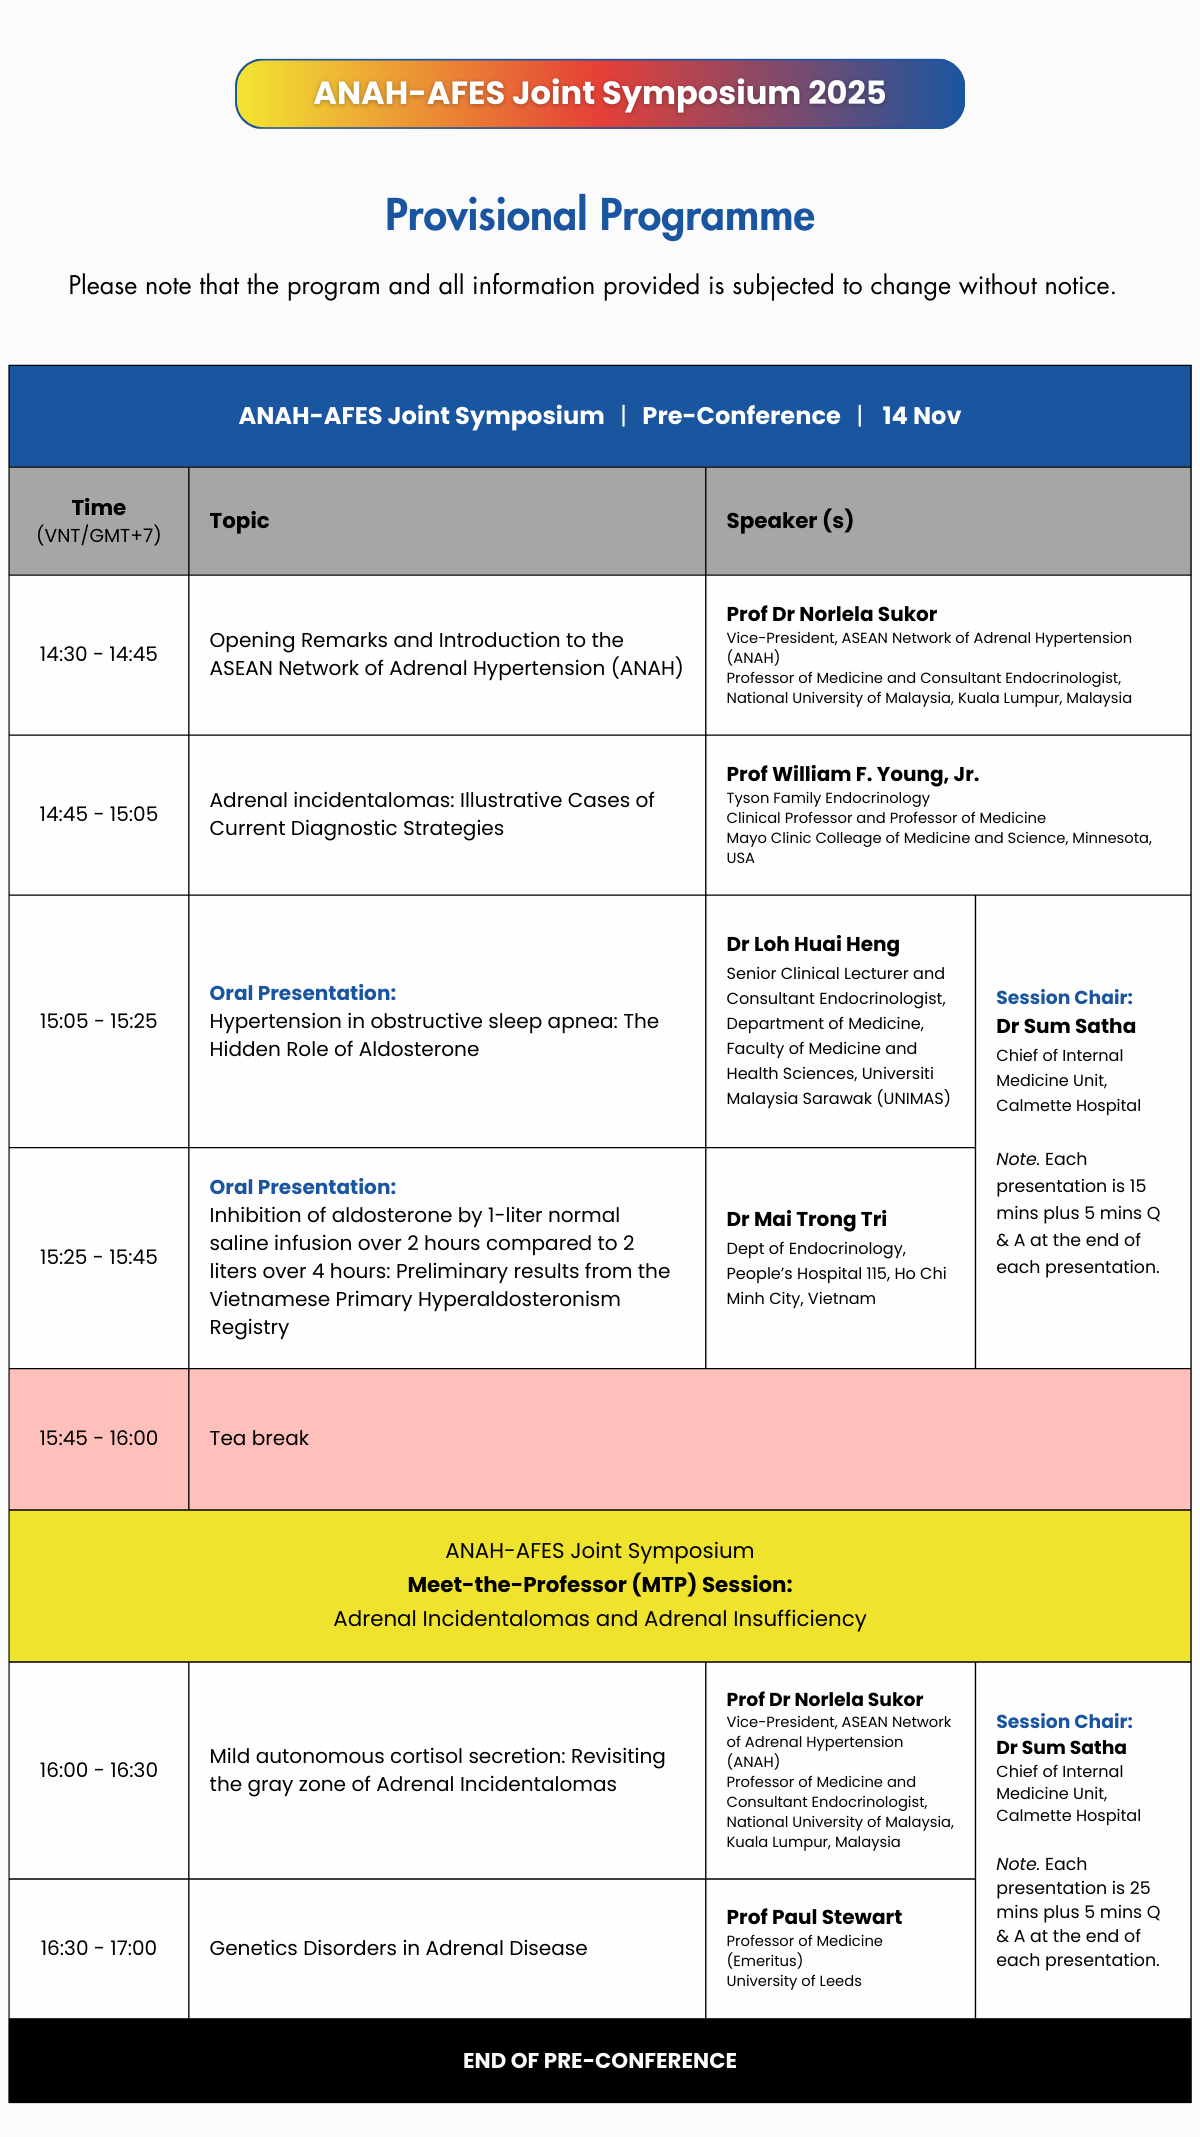 ANAH-AFES Joint Symposium 2025
Provisional Programme
Please note that the program and all information provided is subjected to change without notice.
ANAH-AFES Joint Symposium | Pre-Conference | 14 Nov
Time
(VNT/GMT+7)
Topic
Speaker (s)
14:30 - 14:45
Opening Remarks and Introduction to the
ASEAN Network of Adrenal Hypertension (ANAH)
Prof Dr Norlela Sukor
Vice-President, ASEAN Network of Adrenal Hypertension
(ANAH)
Professor of Medicine and Consultant Endocrinologist,
National University of Malaysia, Kuala Lumpur, Malaysia
14:45 - 15:05
Adrenal incidentalomas: Illustrative Cases of
Current Diagnostic Strategies
Prof William F. Young, Jr.
Tyson Family Endocrinology
Clinical Professor and Professor of Medicine
Mayo Clinic Colleage of Medicine and Science, Minnesota,
USA
15:05 - 15:25
Oral Presentation:
Hypertension in obstructive sleep apnea: The
Hidden Role of Aldosterone
Dr Loh Huai Heng
Senior Clinical Lecturer and
Consultant Endocrinologist,
Department of Medicine,
Faculty of Medicine and
Health Sciences, Universiti
Malaysia Sarawak (UNIMAS)
Session Chair:
Dr Sum Satha
Chief of Internal
Medicine Unit,
Calmette Hospital
Note. Each
presentation is 15
mins plus 5 mins Q
& A at the end of
each presentation.
15:25 - 15:45
Oral Presentation:
Inhibition of aldosterone by 1-liter normal
saline infusion over 2 hours compared to 2
liters over 4 hours: Preliminary results from the
Vietnamese Primary Hyperaldosteronism
Registry
Dr Mai Trong Tri
Dept of Endocrinology,
People’s Hospital 115, Ho Chi
Minh City, Vietnam
15:45 - 16:00
Tea break
ANAH-AFES Joint Symposium
Meet-the-Professor (MTP) Session:
Adrenal Incidentalomas and Adrenal Insufficiency
16:00 - 16:30
Mild autonomous cortisol secretion: Revisiting
the gray zone of Adrenal Incidentalomas
Prof Dr Norlela Sukor
Vice-President, ASEAN Network
of Adrenal Hypertension
(ANAH)
Professor of Medicine and
Consultant Endocrinologist,
National University of Malaysia,
Kuala Lumpur, Malaysia
Session Chair:
Dr Sum Satha
Chief of Internal
Medicine Unit,
Calmette Hospital
Note. Each
presentation is 25
mins plus 5 mins Q
& A at the end of
each presentation.
16:30 - 17:00
Genetics Disorders in Adrenal Disease
Prof Paul Stewart
Professor of Medicine
(Emeritus)
University of Leeds
END OF PRE-CONFERENCE